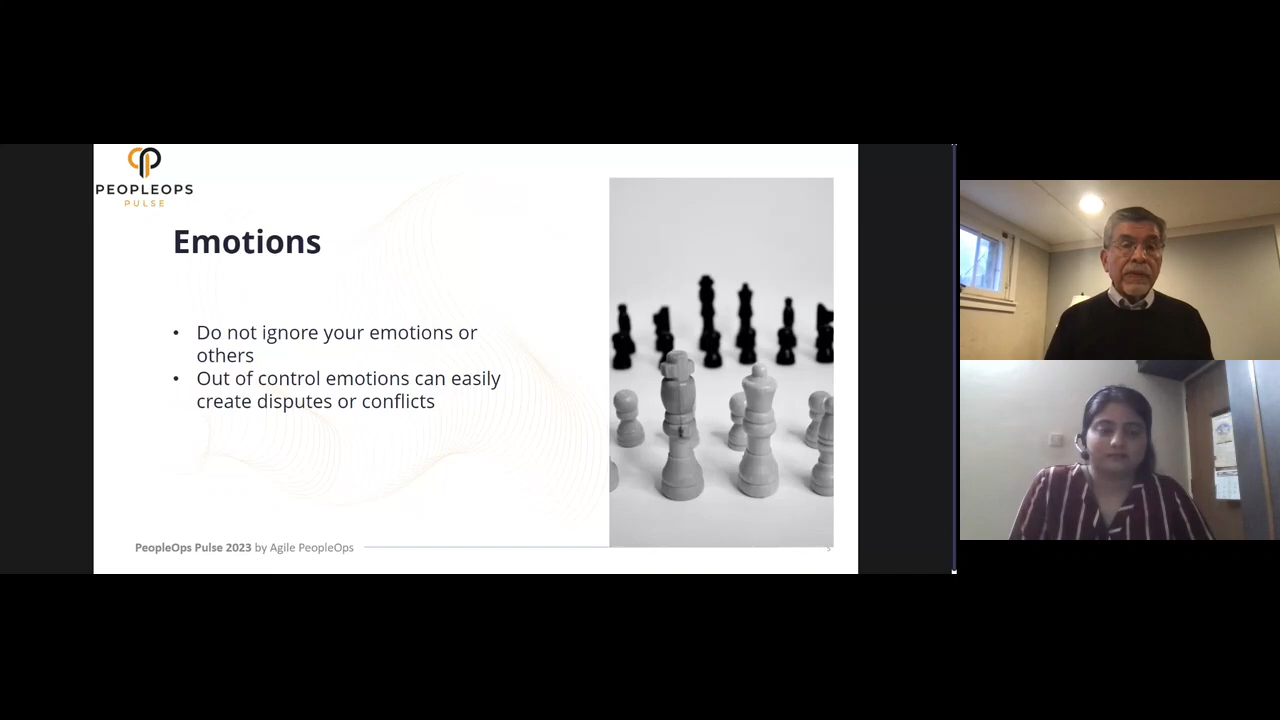 PEOPLEOPS
PULSE
Emotions
• Do not ignore your emotions or
others
• Out of control emotions can easily
create disputes or conflicts
PeopleOps Pulse 2023 by Agile PeopleOps
5